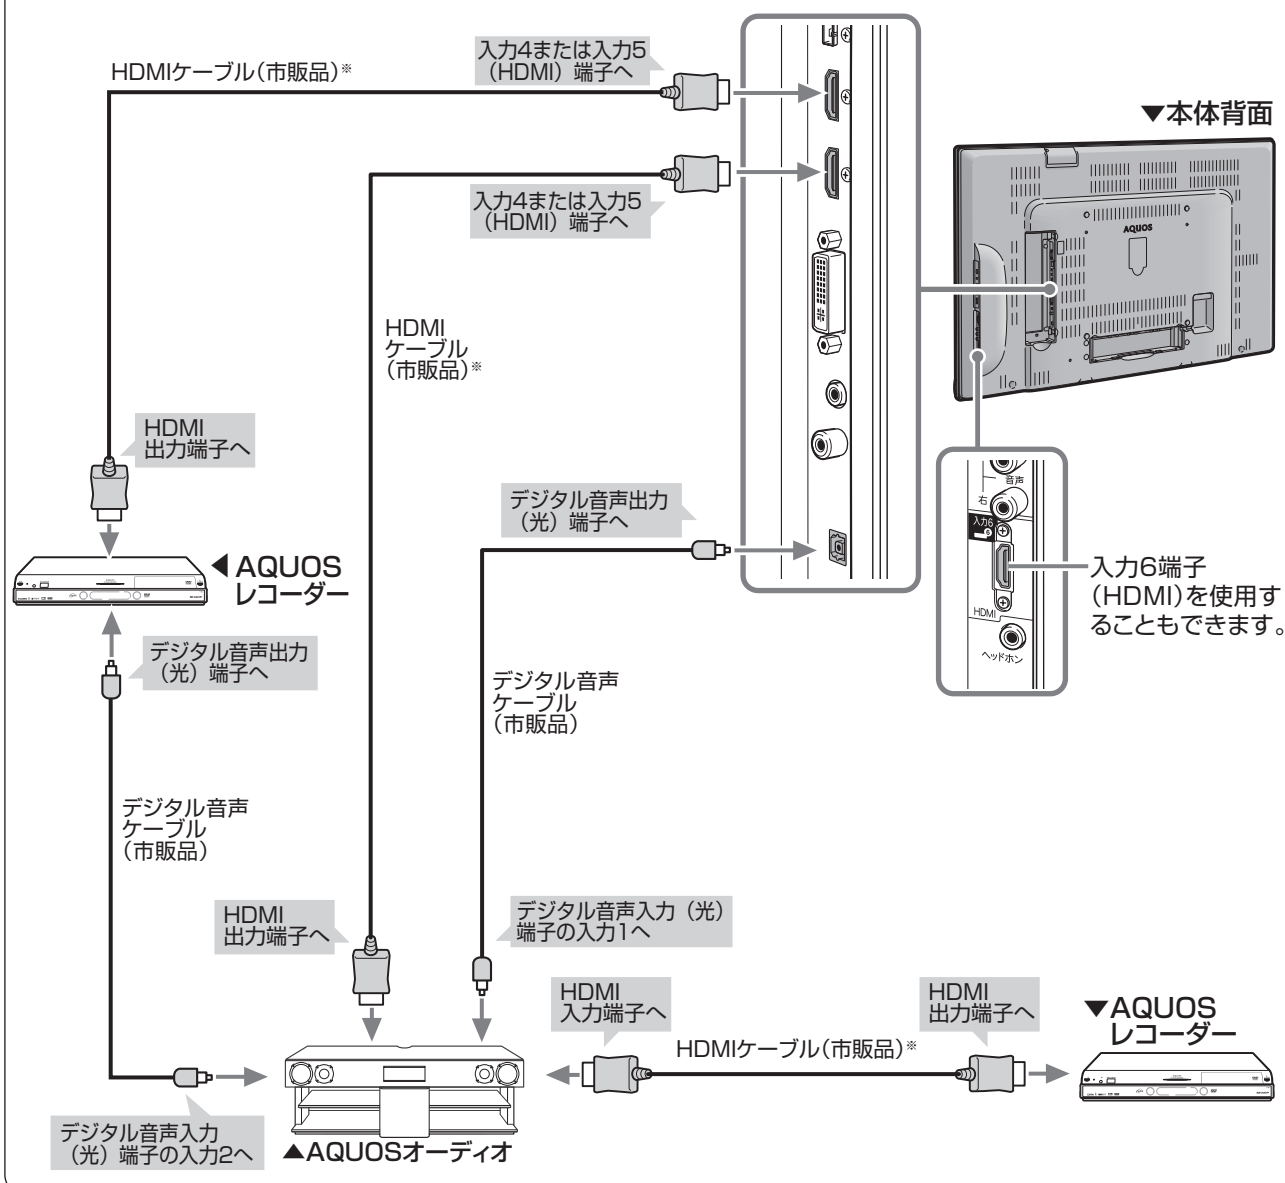 HDMIケーブル（市販品）※
入力4または入力5
（HDMI）端子へ
▼本体背面
入力4または入力5
（HDMI）端子へ
AQUOS
HDMI
ケーブル
（市販品）※
HDMI
出力端子へ
デジタル音声出力
（光）端子へ
音声
右
入力6
HDMI
ヘッドホン
入力6端子
（HDMI）を使用す
ることもできます。
◀AQUOS
レコーダー
デジタル音声出力
（光）端子へ
デジタル音声
ケーブル
（市販品）
デジタル音声
ケーブル
（市販品）
HDMI
出力端子へ
デジタル音声入力（光）
端子の入力1へ
HDMI
入力端子へ
HDMIケーブル（市販品）※
HDMI
出力端子へ
▼AQUOS
レコーダー
デジタル音声入力
（光）端子の入力2へ
▲AQUOSオーディオ